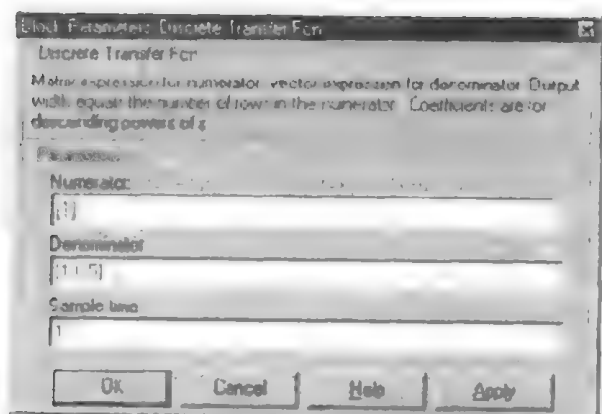 Block Parameters: Discrete Transfer Fcn
Discrete Transfer Fcn
Matrix expression for numerator, vector expression for denominator. Output
width equals the number of rows in the numerator. Coefficients are for
descending powers of z.
Parameters
Numerator:
[1]
Denominator
Sample time
1
OK
Cancel
Help
Apply